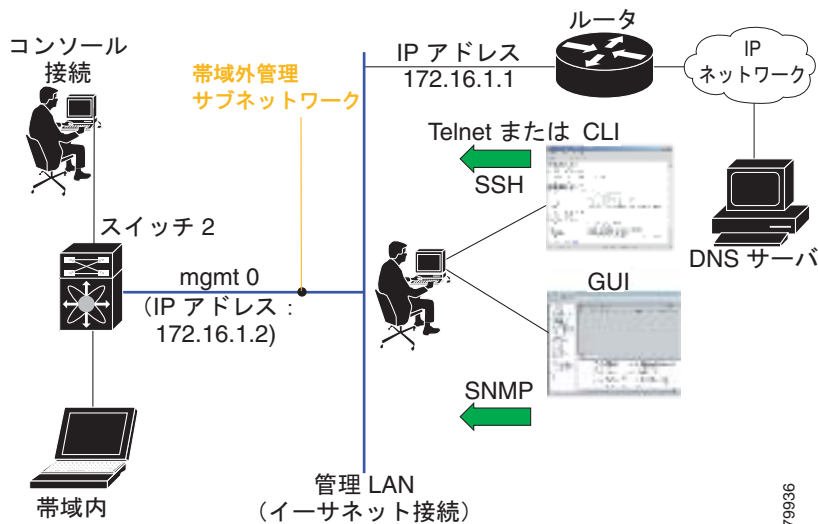 コンソール
接続
帯域外管理
サブネットワーク
IP アドレス
172.16.1.1
ルータ
IP
ネットワーク
Telnet または CLI
SSH
スイッチ 2
mgmt 0
（IP アドレス：
172.16.1.2)
DNS サーバ
GUI
SNMP
帯域内
管理 LAN
（イーサネット接続）
79936